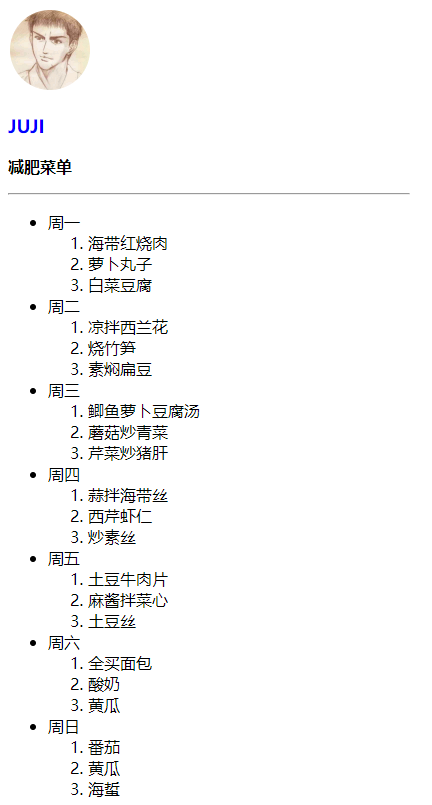 JUJI
减肥菜单
周一
1. 海带红烧肉
2. 萝卜丸子
3. 白菜豆腐
周二
1. 凉拌西兰花
2. 烧竹笋
3. 素焖扁豆
周三
1. 鲫鱼萝卜豆腐汤
2. 蘑菇炒青菜
3. 芹菜炒猪肝
周四
1. 蒜拌海带丝
2. 西芹虾仁
3. 炒素丝
周五
1. 土豆牛肉片
2. 麻酱拌菜心
3. 土豆丝
周六
1. 全买面包
2. 酸奶
3. 黄瓜
周日
1. 番茄
2. 黄瓜
3. 海蜇